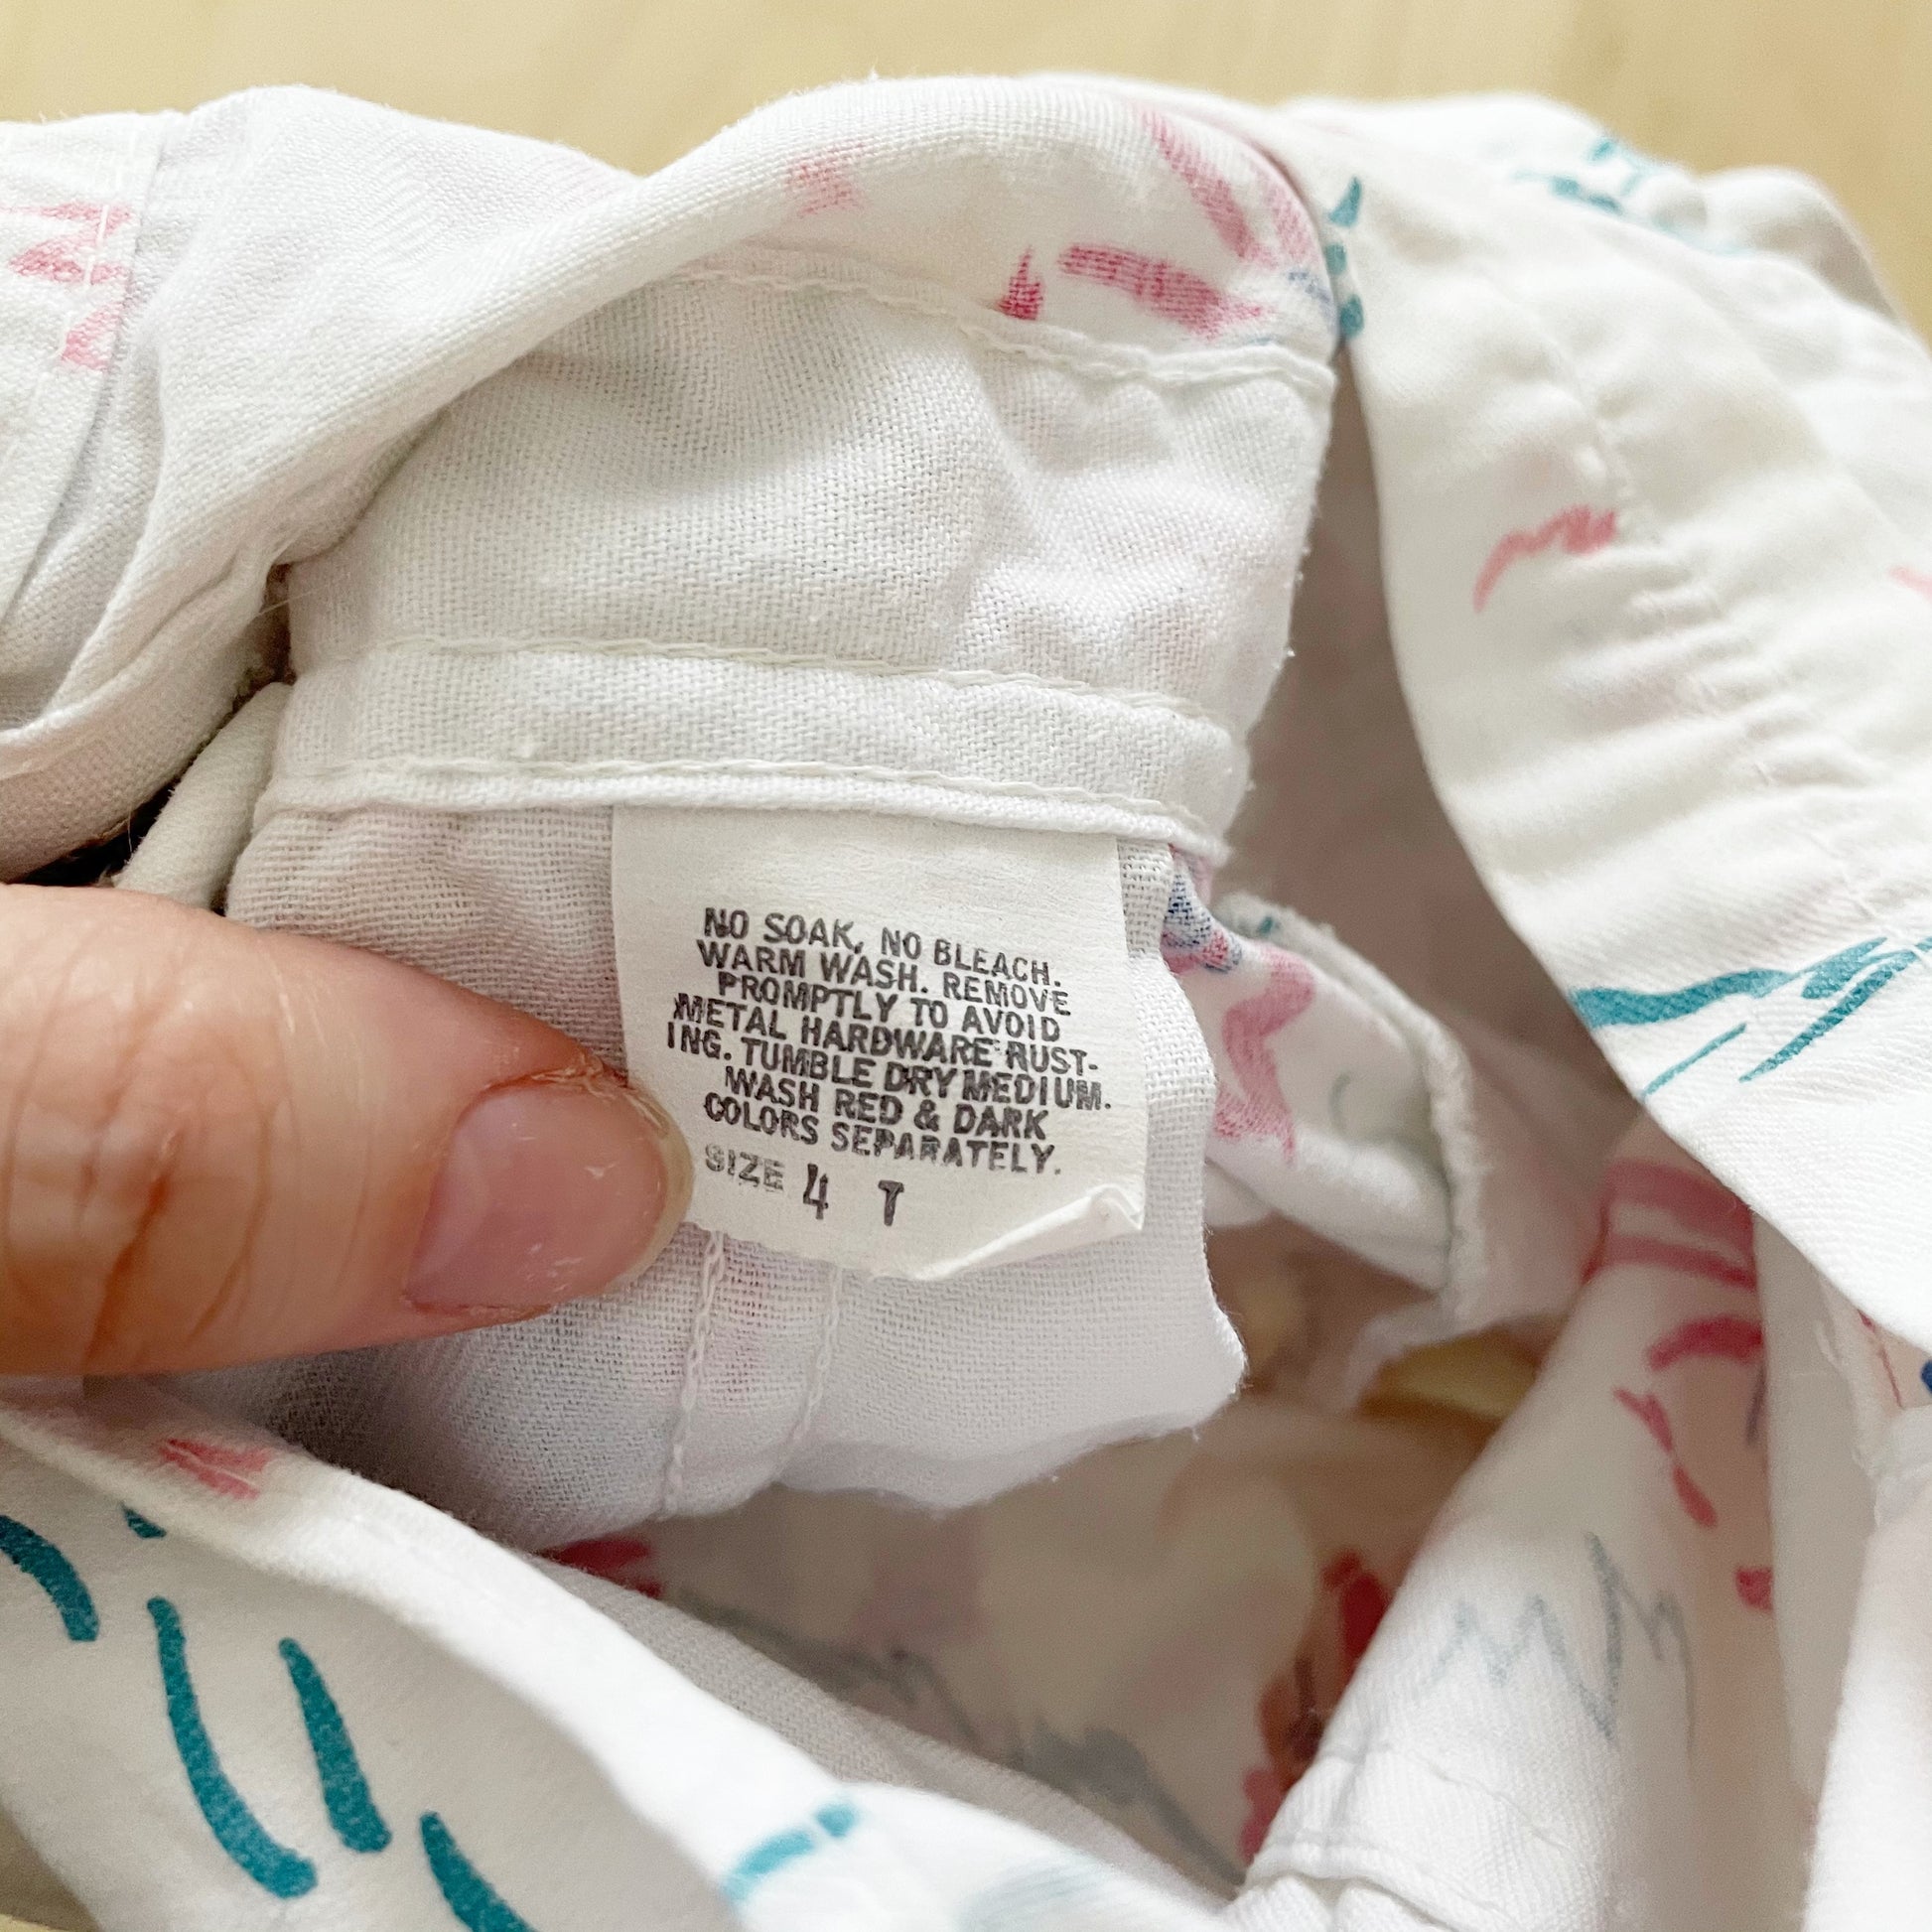 NO SOAK, NO BLEACH.
WARM WASH. REMOVE
PROMPTLY TO AVOID
METAL HARDWARE RUST-
ING. TUMBLE DRY MEDIUM.
WASH RED & DARK
COLORS SEPARATELY.
SIZE 4 T